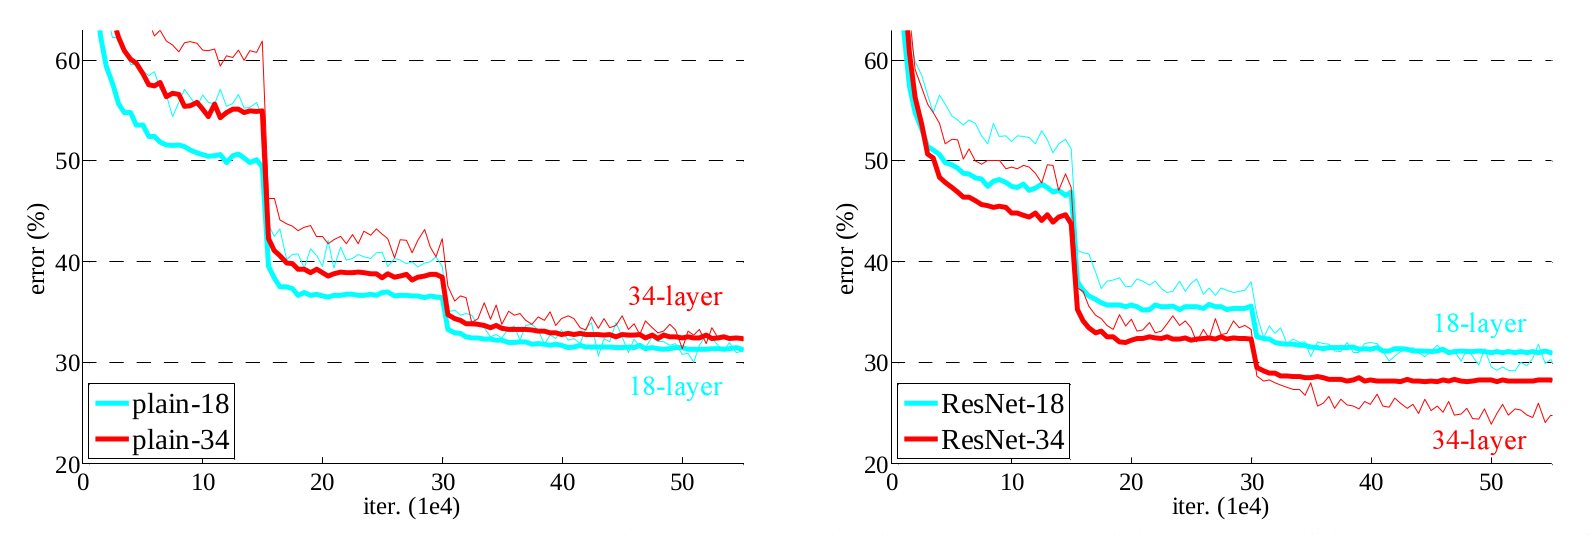 60
50
40
30
20
error (%)
34-layer
18-layer
plain-18
plain-34
0 10 20 30 40 50
iter. (1e4)
60
50
40
30
20
error (%)
18-layer
34-layer
ResNet-18
ResNet-34
0 10 20 30 40 50
iter. (1e4)